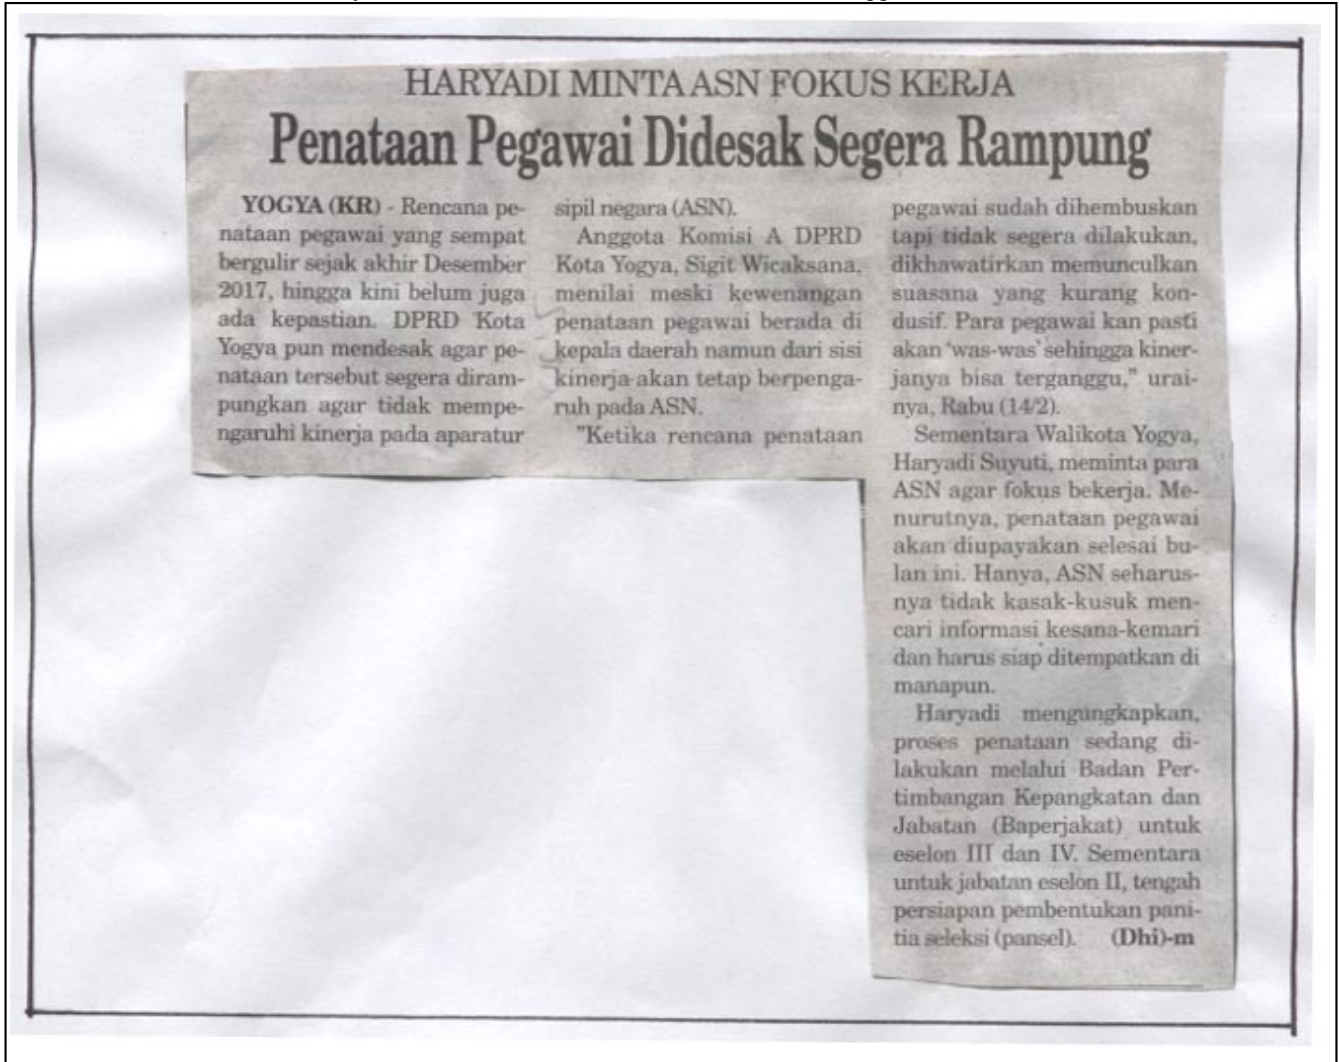 HARYADI MINTA ASN FOKUS KERJA
Penataan Pegawai Didesak Segera Rampung
YOGYA (KR) - Rencana pe-
nataan pegawai yang sempat
bergulir sejak akhir Desember
2017, hingga kini belum juga
ada kepastian. DPRD Kota
Yogya pun mendesak agar pe-
nataan tersebut segera diram-
pungkan agar tidak mempe-
ngaruhi kinerja pada aparatur
sipil negara (ASN).
Anggota Komisi A DPRD
Kota Yogya, Sigit Wicaksana,
menilai meski kewenangan
penataan pegawai berada di
kepala daerah namun dari sisi
kinerja akan tetap berpenga-
ruh pada ASN.
"Ketika rencana penataan
pegawai sudah dihembuskan
tapi tidak segera dilakukan,
dikhawatirkan memunculkan
suasana yang kurang kon-
dusif. Para pegawai kan pasti
akan 'was-was' sehingga kiner-
janya bisa terganggu," urai-
nya, Rabu (14/2).
Sementara Walikota Yogya,
Haryadi Suyuti, meminta para
ASN agar fokus bekerja. Me-
nurutnya, penataan pegawai
akan diupayakan selesai bu-
lan ini. Hanya, ASN seharus-
nya tidak kasak-kusuk men-
cari informasi kesana-kemari
dan harus siap ditempatkan di
manapun.
Haryadi mengungkapkan,
proses penataan sedang di-
lakukan melalui Badan Per-
timbangan Kepangkatan dan
Jabatan (Baperjakat) untuk
eselon III dan IV. Sementara
untuk jabatan eselon II, tengah
persiapan pembentukan pani-
tia seleksi (pansel). (Dhi)-m